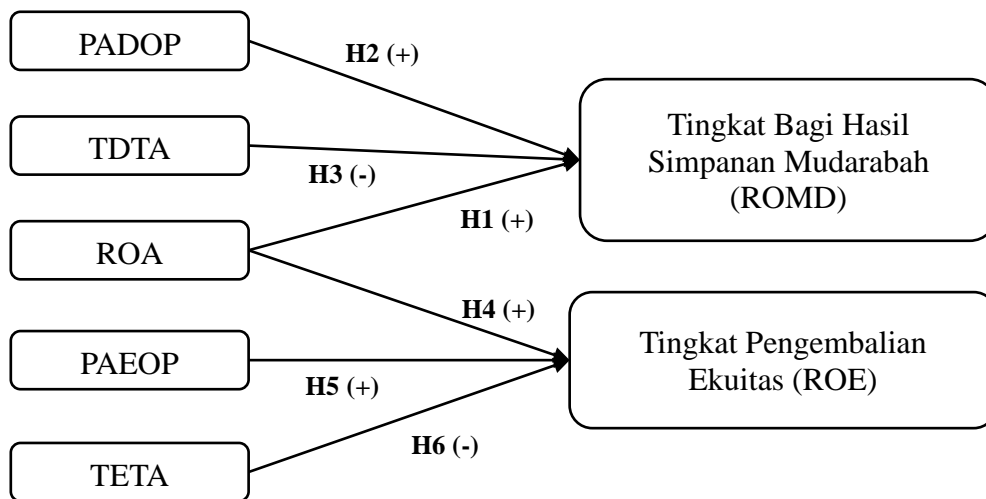 PADOP
H2 (+)
Tingkat Bagi Hasil
Simpanan Mudarabah
(ROMD)
TDTA
H3 (-)
H1 (+)
ROA
H4 (+)
Tingkat Pengembalian
Ekuitas (ROE)
PAEOP
H5 (+)
H6 (-)
TETA